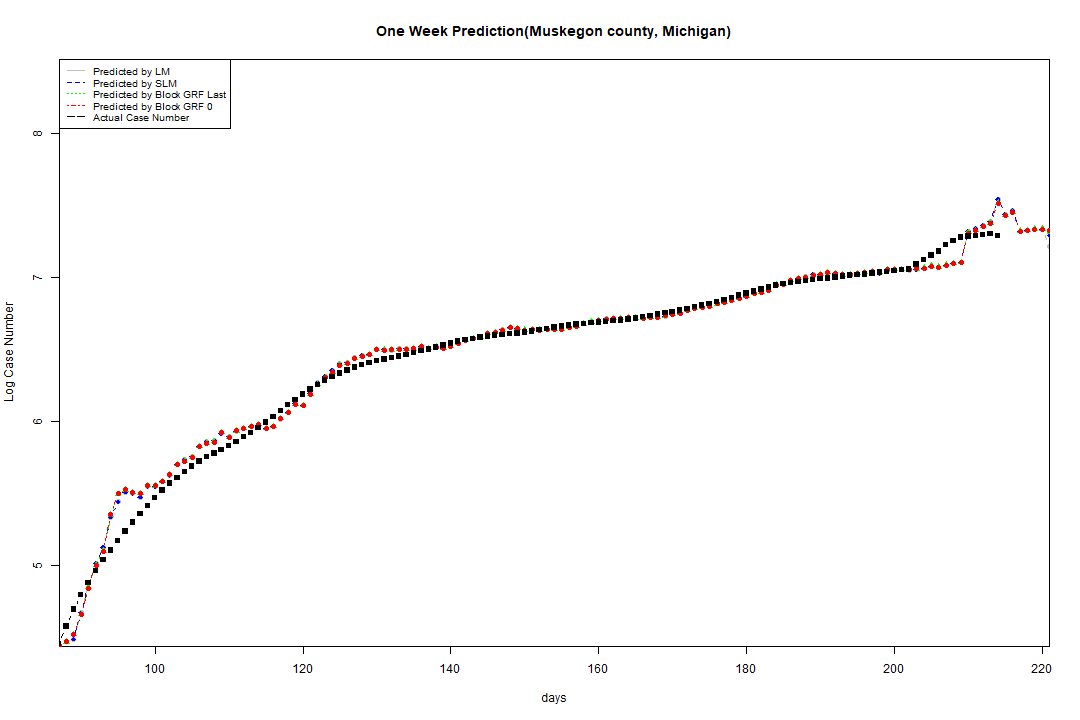 One Week Prediction(Muskegon county, Michigan)
Predicted by LM
Predicted by SLM
Predicted by Block GRF Last
Predicted by Block GRF 0
Actual Case Number
8
7
6
5
Log Case Number
100 120 140 160 180 200 220
days